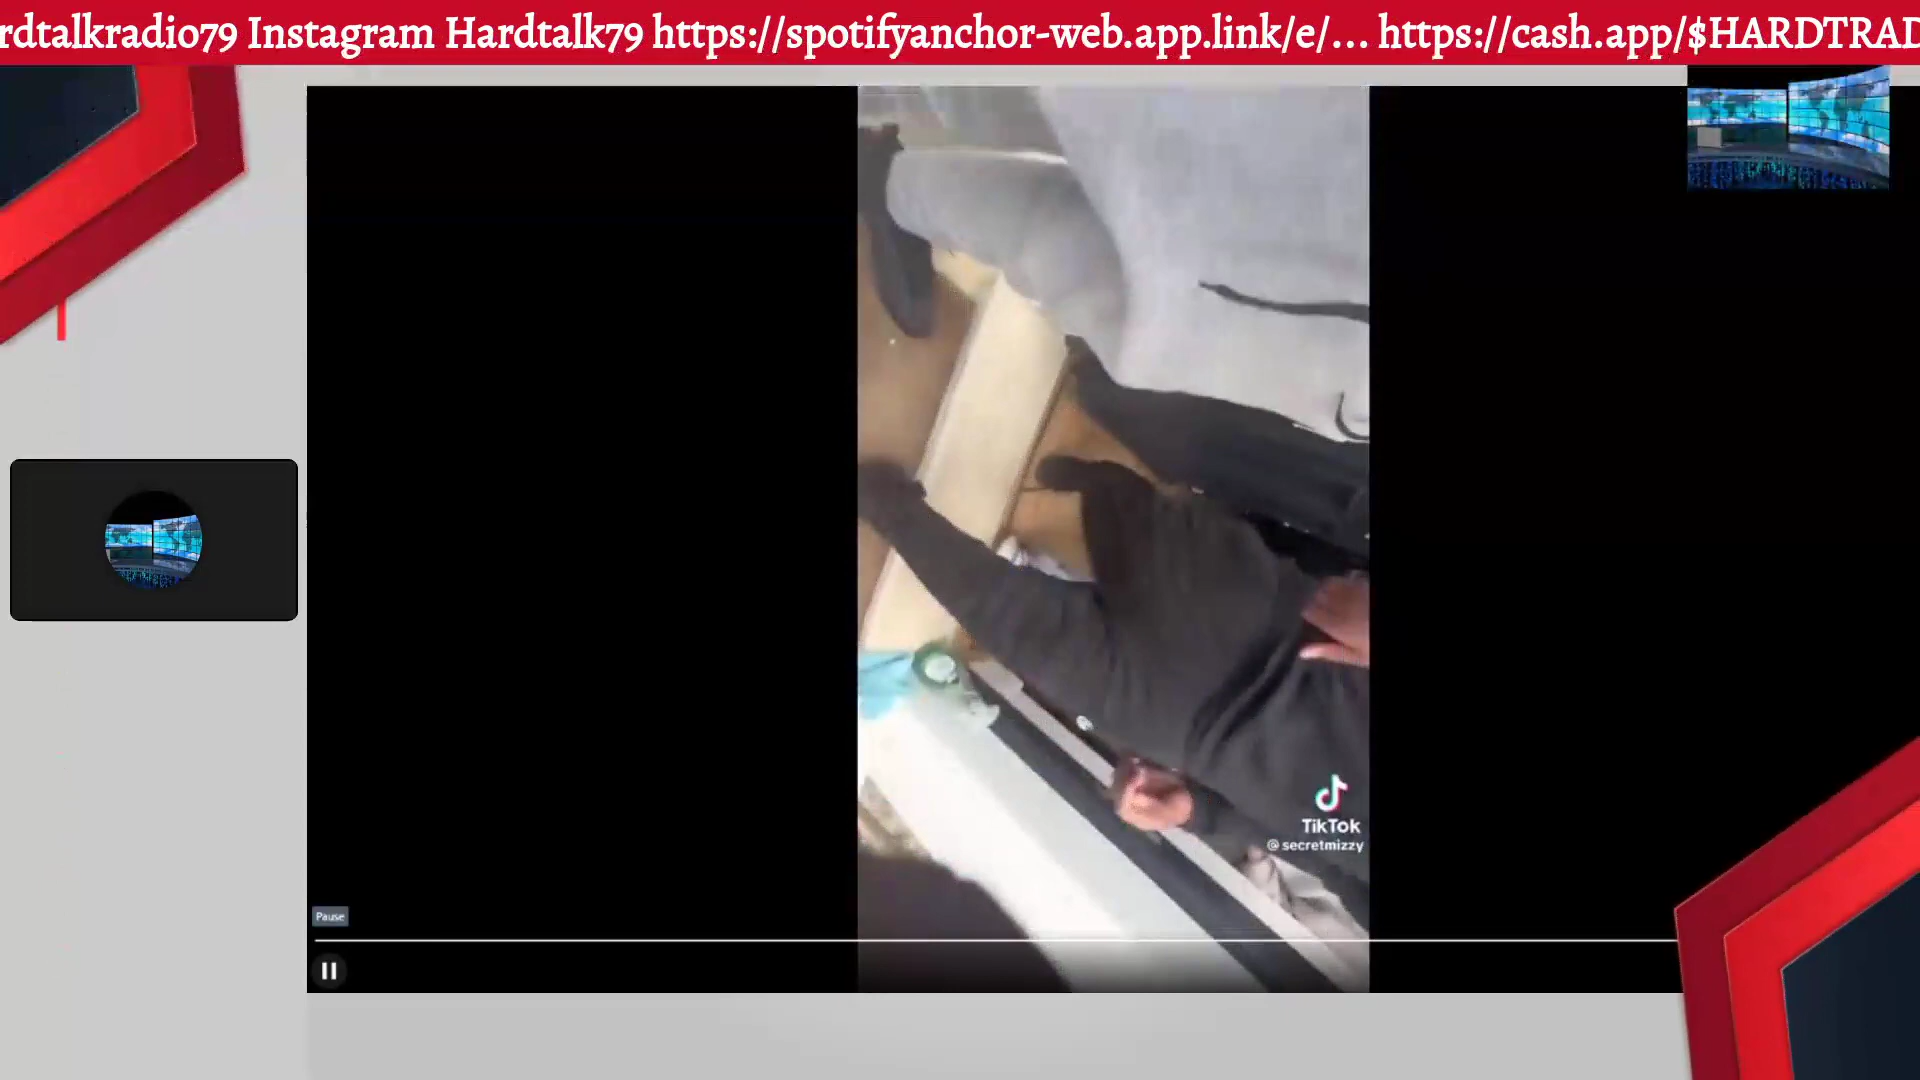 rdtalkradio79 Instagram Hardtalk79 https://spotifyanchor-web.app.link/e/... https://cash.app/$HARDTRAD
TikTok
@secretmizzy
Pause